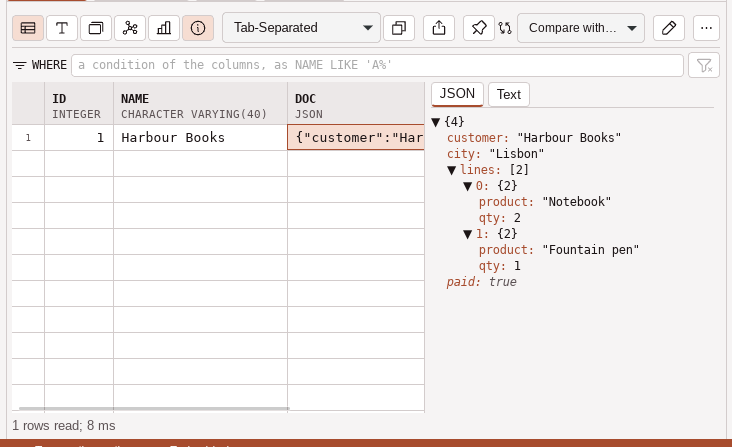 Tab-Separated
Compare with...
WHERE a condition of the columns, as NAME LIKE 'A%'
ID NAME DOC
INTEGER CHARACTER VARYING(40) JSON
1 1 Harbour Books {"customer":"Har
JSON Text
{4}
customer: "Harbour Books"
city: "Lisbon"
lines: [2]
0: {2}
product: "Notebook"
qty: 2
1: {2}
product: "Fountain pen"
qty: 1
paid: true
1 rows read; 8 ms